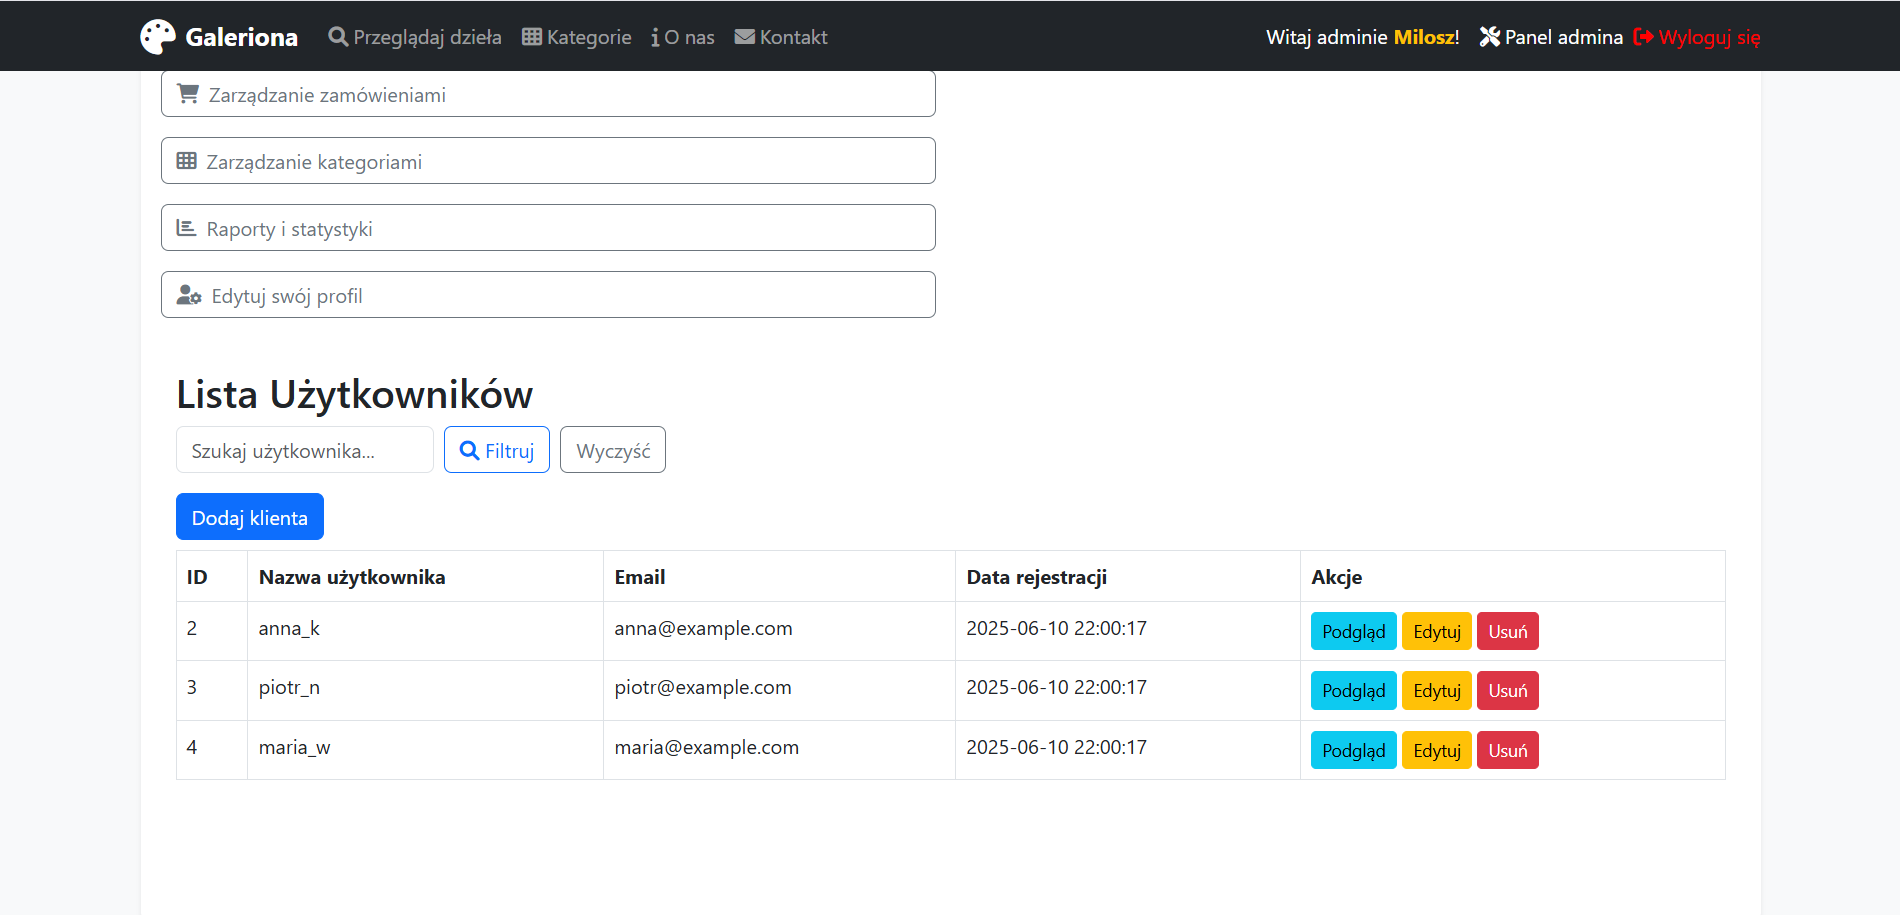 Galeriona Przeglądaj dzieła Kategorie O nas Kontakt Witaj adminie Milosz! Panel admina Wyloguj się
Zarządzanie zamówieniami
Zarządzanie kategoriami
Raporty i statystyki
Edytuj swój profil
Lista Użytkowników
Szukaj użytkownika... Filtruj Wyczyść
Dodaj klienta
ID Nazwa użytkownika Email Data rejestracji Akcje
2 anna_k anna@example.com 2025-06-10 22:00:17 Podgląd Edytuj Usuń
3 piotr_n piotr@example.com 2025-06-10 22:00:17 Podgląd Edytuj Usuń
4 maria_w maria@example.com 2025-06-10 22:00:17 Podgląd Edytuj Usuń